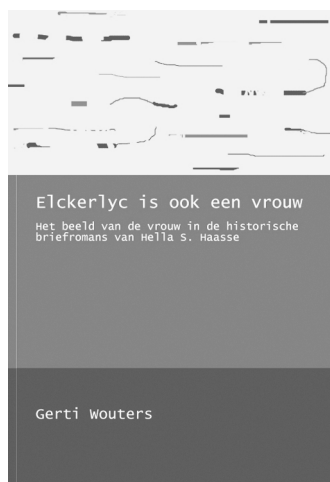 Elckerlyc is ook een vrouw
Het beeld van de vrouw in de historische
briefromans van Hella S. Haasse
Gerti Wouters